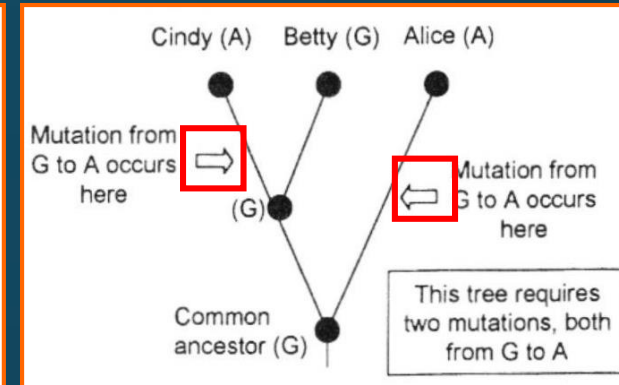 Cindy (A) Betty (G) Alice (A)
Mutation from
G to A occurs
here
Mutation from
G to A occurs
here
(G)
Common
ancestor (G)
This tree requires
two mutations, both
from G to A